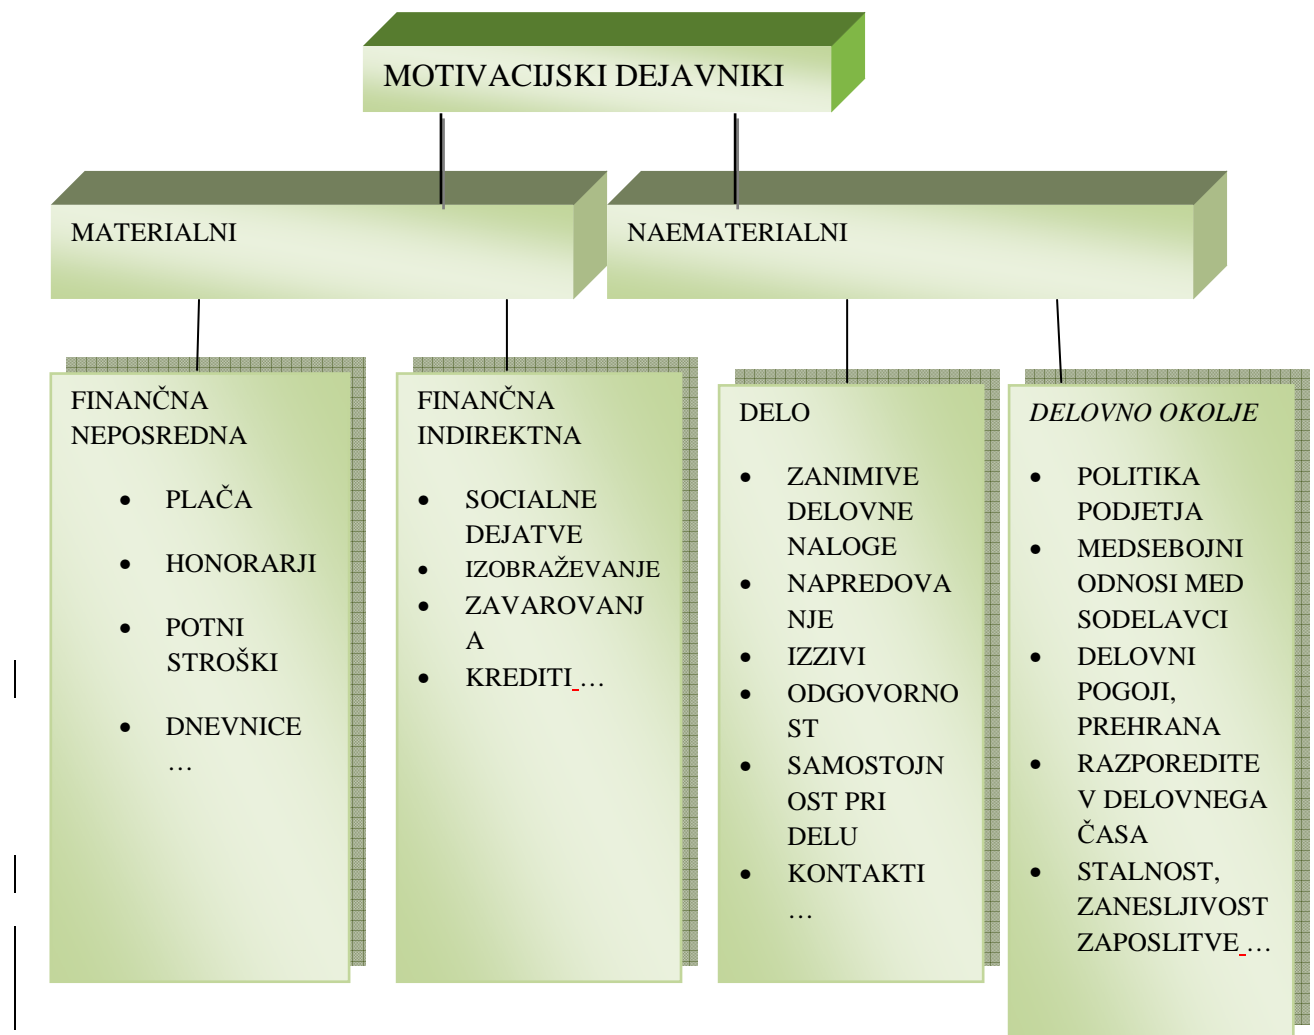 MOTIVACIJSKI DEJAVNIKI
MATERIALNI
NAEMATERIALNI
FINANČNA
NEPOSREDNA
• PLAČA
• HONORARJI
• POTNI
STROŠKI
• DNEVNICE
…
FINANČNA
INDIREKTNA
• SOCIALNE
DEJATVE
• IZOBRAŽEVANJE
• ZAVAROVANJ
A
• KREDITI …
DELO
• ZANIMIVE
DELOVNE
NALOGE
• NAPREDOVA
NJE
• IZZIVI
• ODGOVORNO
ST
• SAMOSTOJN
OST PRI
DELU
• KONTAKTI
…
DELOVNO OKOLJE
• POLITIKA
PODJETJA
• MEDSEBOJNI
ODNOSI MED
SODELAVCI
• DELOVNI
POGOJI,
PREHRANA
• RAZPOREDITE
V DELOVNEGA
ČASA
• STALNOST,
ZANESLJIVOST
ZAPOSLITVE …